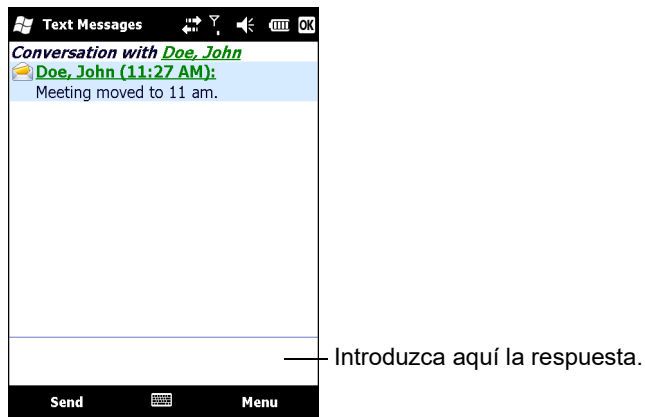 Text Messages OK
Conversation with Doe, John
Doe, John (11:27 AM):
Meeting moved to 11 am.
Introduzca aquí la respuesta.
Send Menu